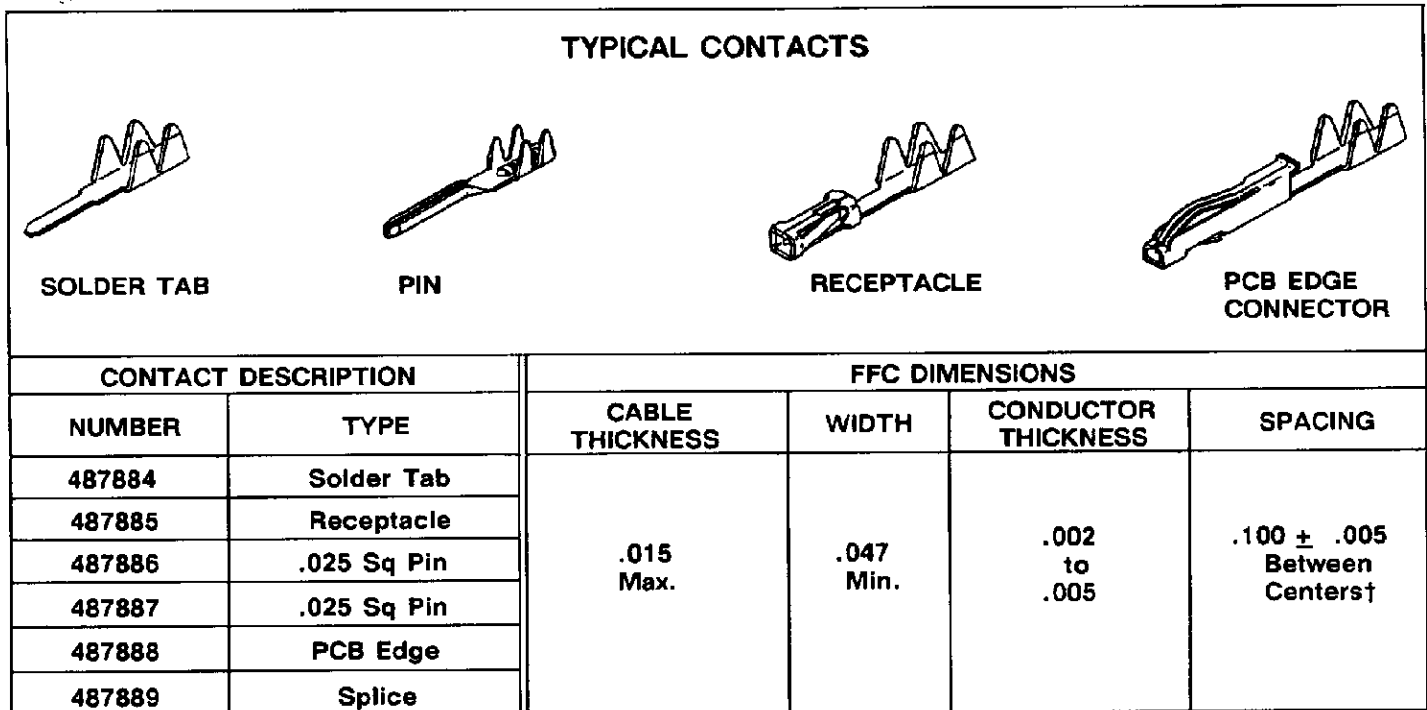 TYPICAL CONTACTS
SOLDER TAB
PIN
RECEPTACLE
PCB EDGE
CONNECTOR
CONTACT DESCRIPTION
FFC DIMENSIONS
NUMBER
TYPE
CABLE
THICKNESS
WIDTH
CONDUCTOR
THICKNESS
SPACING
487884 Solder Tab
487885 Receptacle
487886 .025 Sq Pin
487887 .025 Sq Pin
487888 PCB Edge
487889 Splice
.015
Max.
.047
Min.
.002
to
.005
.100 ± .005
Between
Centers†